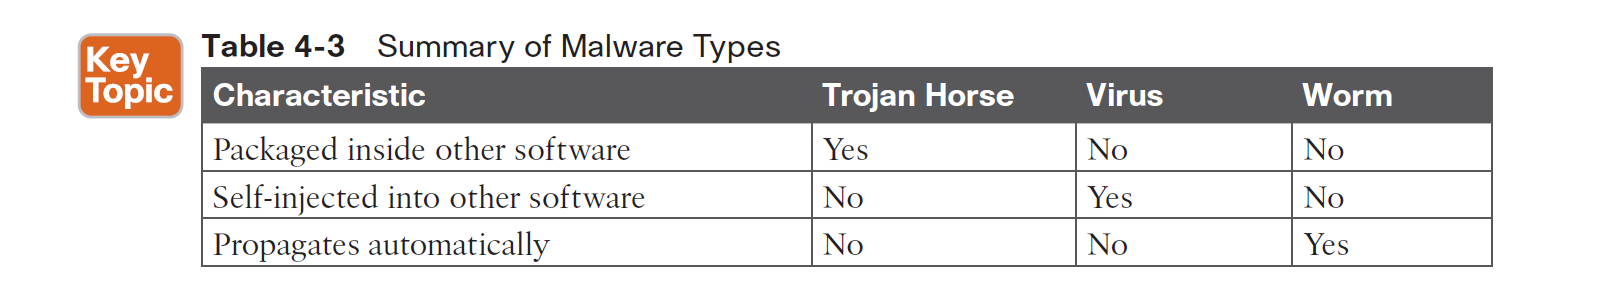 Key
Topic
Table 4-3 Summary of Malware Types
Characteristic Trojan Horse Virus Worm
Packaged inside other software Yes No No
Self-injected into other software No Yes No
Propagates automatically No No Yes